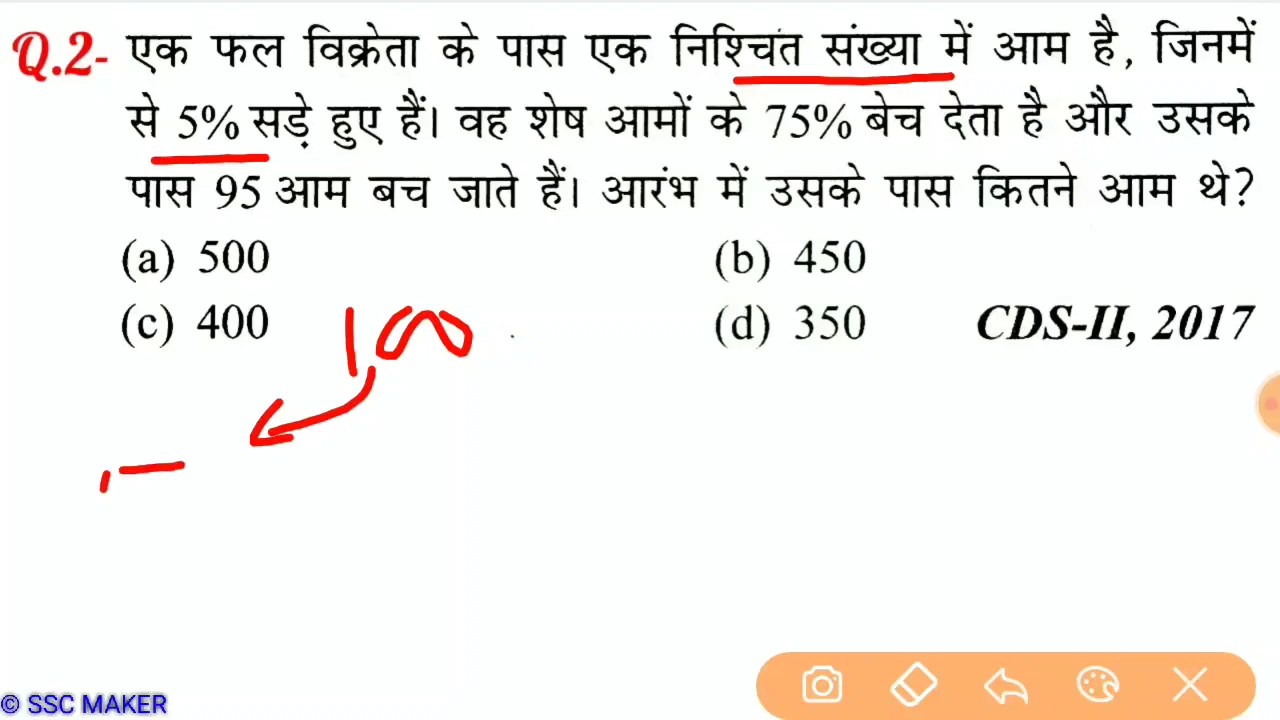 Q.2- एक फल विक्रेता के पास एक निश्चित संख्या में आम है, जिनमें
से 5% सड़े हुए हैं। वह शेष आमों के 75% बेच देता है और उसके
पास 95 आम बच जाते हैं। आरंभ में उसके पास कितने आम थे?
(a) 500 (b) 450
(c) 400 (d) 350 CDS-II, 2017
100
© SSC MAKER